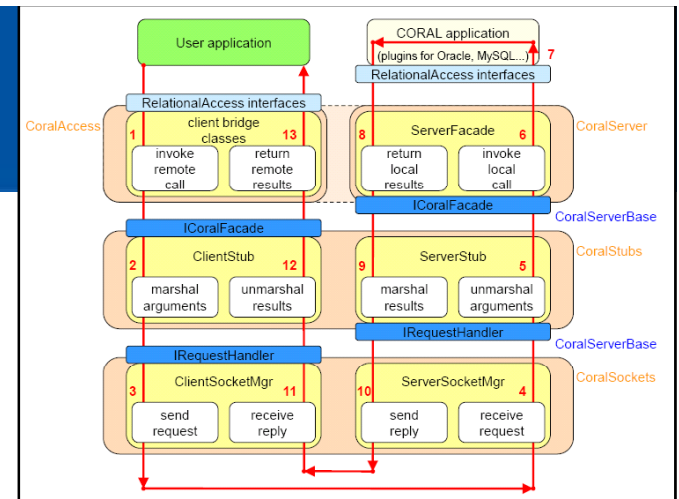 User application
CORAL application
(plugins for Oracle, MySQL...)
7
RelationalAccess interfaces
RelationalAccess interfaces
CoralAccess
client bridge
classes
1
13
invoke
remote
call
return
remote
results
ServerFacade
8
6
return
local
results
invoke
local
call
CoralServer
ICoralFacade
CoralServerBase
ICoralFacade
ClientStub
2
12
marshal
arguments
unmarshal
results
ServerStub
9
5
marshal
results
unmarshal
arguments
CoralStubs
IRequestHandler
CoralServerBase
IRequestHandler
ClientSocketMgr
3
11
send
request
receive
reply
ServerSocketMgr
10
4
send
reply
receive
request
CoralSockets